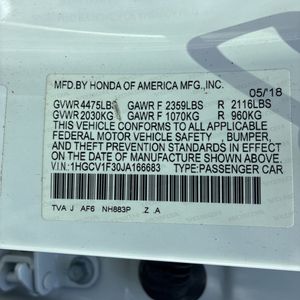 MFD.BY HONDA OF AMERICA MFG.,INC.
05/18
GVWR 4475LBS GAWR F 2359LBS R 2116LBS
GVWR 2030KG GAWR F 1070KG R 960KG
THIS VEHICLE CONFORMS TO ALL APPLICABLE
FEDERAL MOTOR VEHICLE SAFETY , BUMPER,
AND THEFT PREVENTION STANDARDS IN EFFECT
ON THE DATE OF MANUFACTURE SHOWN ABOVE.
V I N: 1HGCV1F30JA166683 TYPE:PASSENGER CAR
TVA J AF6 NH883P Z A